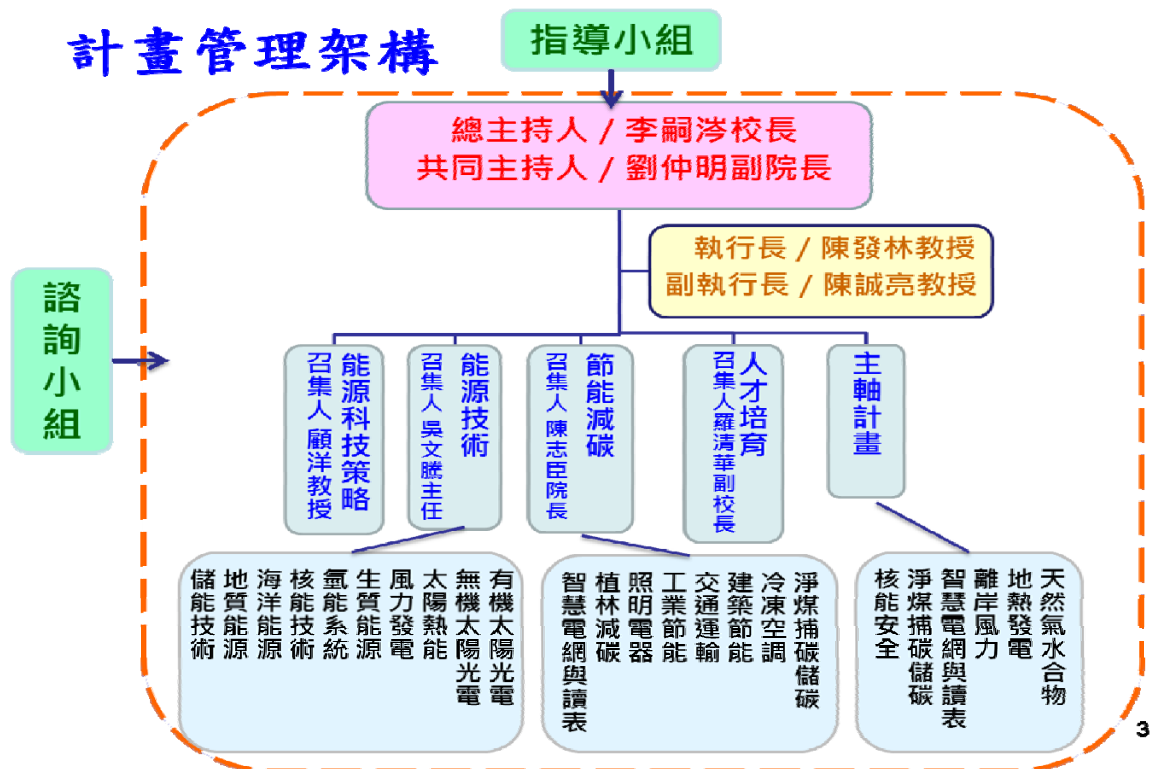 計畫管理架構
指導小組
總主持人 / 李嗣涔校長
共同主持人 / 劉仲明副院長
執行長 / 陳發林教授
副執行長 / 陳誠亮教授
諮詢小組
能源科技策略
召集人 顧洋教授
能源技術
召集人 吳文騰主任
節能減碳
召集人 陳志臣院長
人才培育
召集人羅清華副校長
主軸計畫
有機太陽光電
無機太陽光電
太陽熱能
風力發電
生質能源
氫能系統
核能技術
海洋能源
地質能源
儲能技術
淨煤捕碳儲碳
冷凍空調
建築節能
交通運輸
工業節能
照明電器
植林減碳
智慧電網與讀表
天然氣水合物
地熱發電
離岸風力
智慧電網與讀表
淨煤捕碳儲碳
核能安全
3